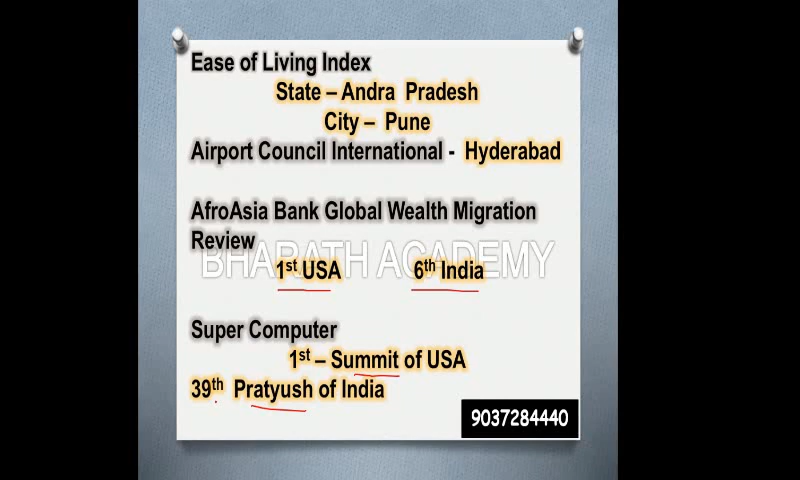 Ease of Living Index
State – Andra Pradesh
City – Pune
Airport Council International - Hyderabad
AfroAsia Bank Global Wealth Migration
Review
BHARATH ACADEMY
1st USA 6th India
Super Computer
1st – Summit of USA
39th Pratyush of India
9037284440